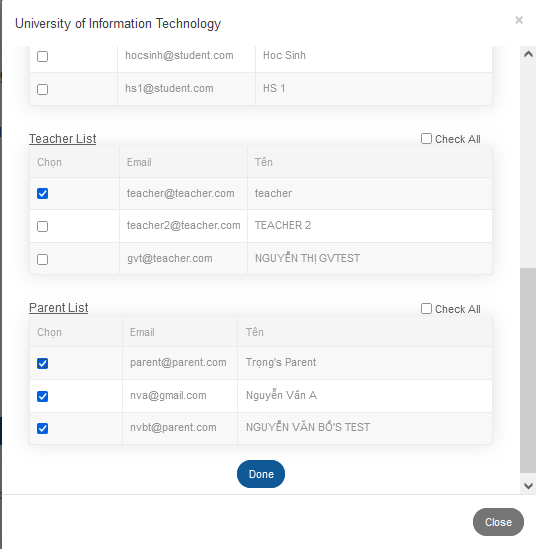 University of Information Technology
×
hocsinh@student.com Hoc Sinh
hs1@student.com HS 1
Teacher List Check All
Chọn Email Tên
teacher@teacher.com teacher
teacher2@teacher.com TEACHER 2
gvt@teacher.com NGUYỄN THỊ GVTEST
Parent List Check All
Chọn Email Tên
parent@parent.com Trọng's Parent
nva@gmail.com Nguyễn Văn A
nvbt@parent.com NGUYỄN VĂN BỐ'S TEST
Done
Close